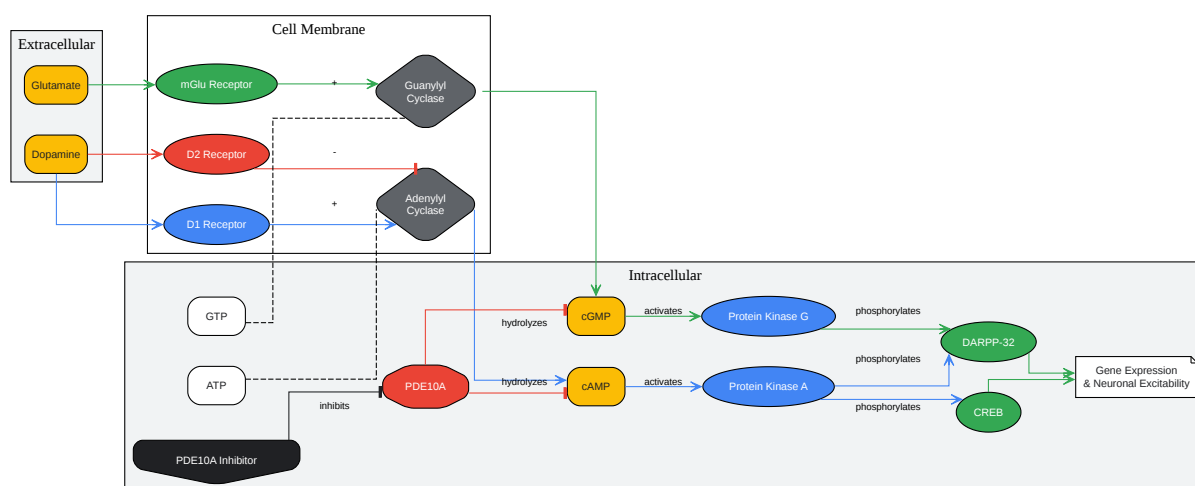 Cell Membrane
Extracellular
Glutamate
mGlu Receptor
+
Guanylyl
Cyclase
Dopamine
D2 Receptor
-
D1 Receptor
+
Adenylyl
Cyclase
Intracellular
GTP
hydrolyzes
cGMP
activates
Protein Kinase G
phosphorylates
DARPP-32
phosphorylates
Gene Expression
& Neuronal Excitability
ATP
PDE10A
hydrolyzes
cAMP
activates
Protein Kinase A
phosphorylates
CREB
inhibits
PDE10A Inhibitor